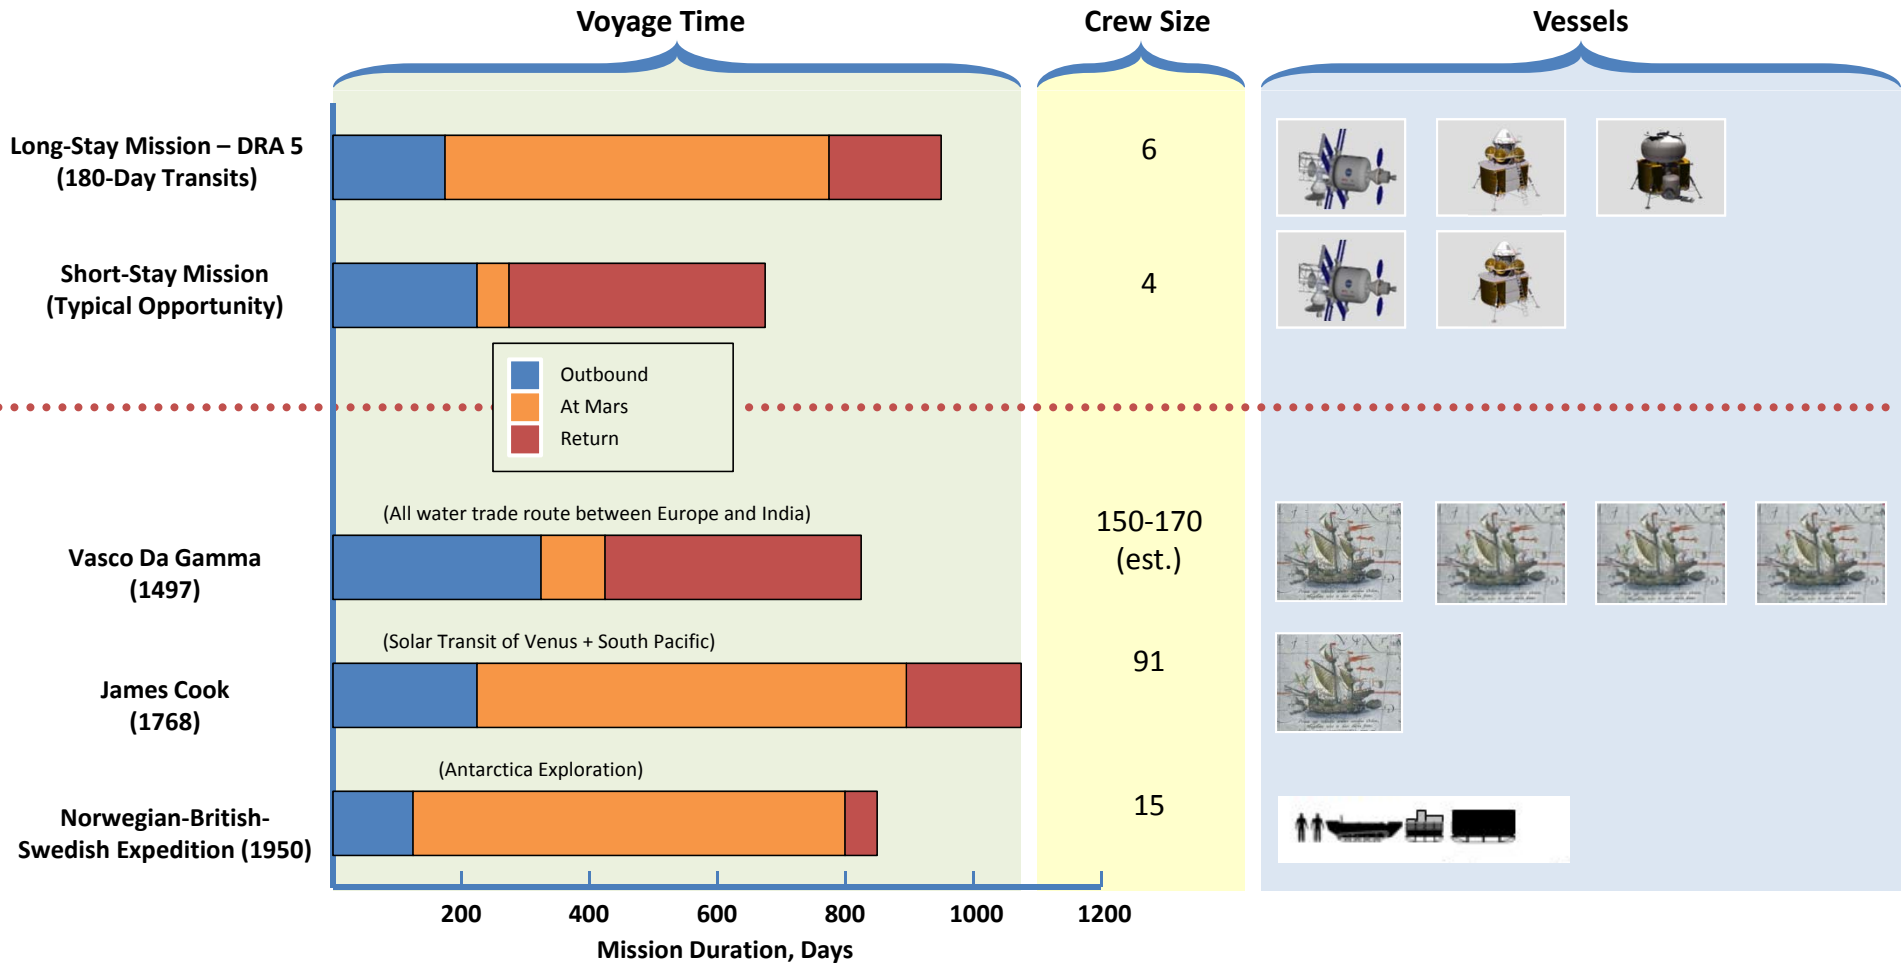 Voyage Time
Crew Size
Vessels
Long-Stay Mission – DRA 5
(180-Day Transits)
6
Short-Stay Mission
(Typical Opportunity)
4
Outbound
At Mars
Return
(All water trade route between Europe and India)
Vasco Da Gamma
(1497)
150-170
(est.)
(Solar Transit of Venus + South Pacific)
James Cook
(1768)
91
(Antarctica Exploration)
Norwegian-British-
Swedish Expedition (1950)
15
200
400
600
800
1000
1200
Mission Duration, Days